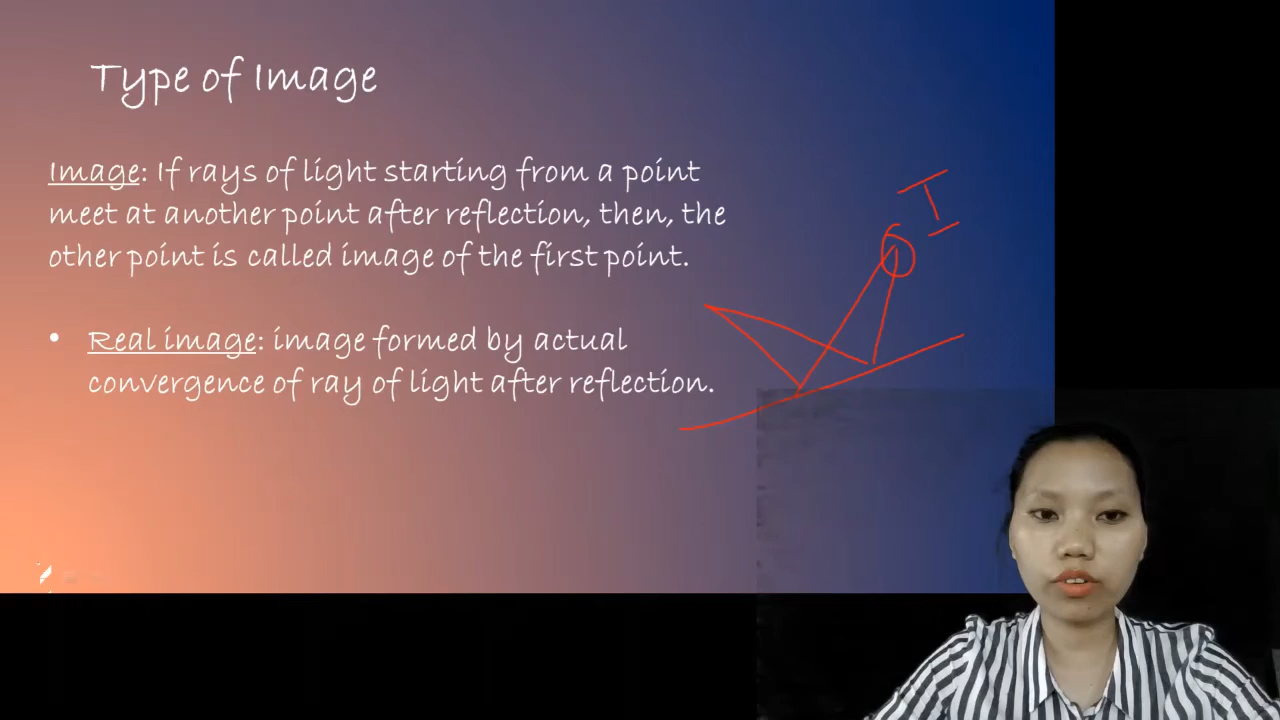 Type of Image
Image: If rays of light starting from a point
meet at another point after reflection, then, the
other point is called image of the first point.
• Real image: image formed by actual
convergence of ray of light after reflection.
I